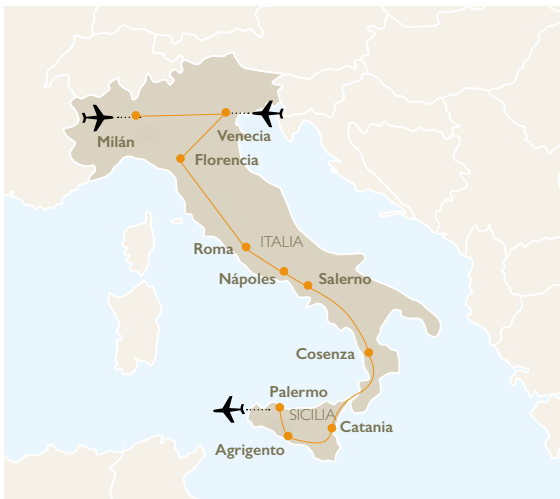 Milán
Venecia
Florencia
Roma
ITALIA
Nápoles
Salerno
Cosenza
Palermo
SICILIA
Catania
Agrigento